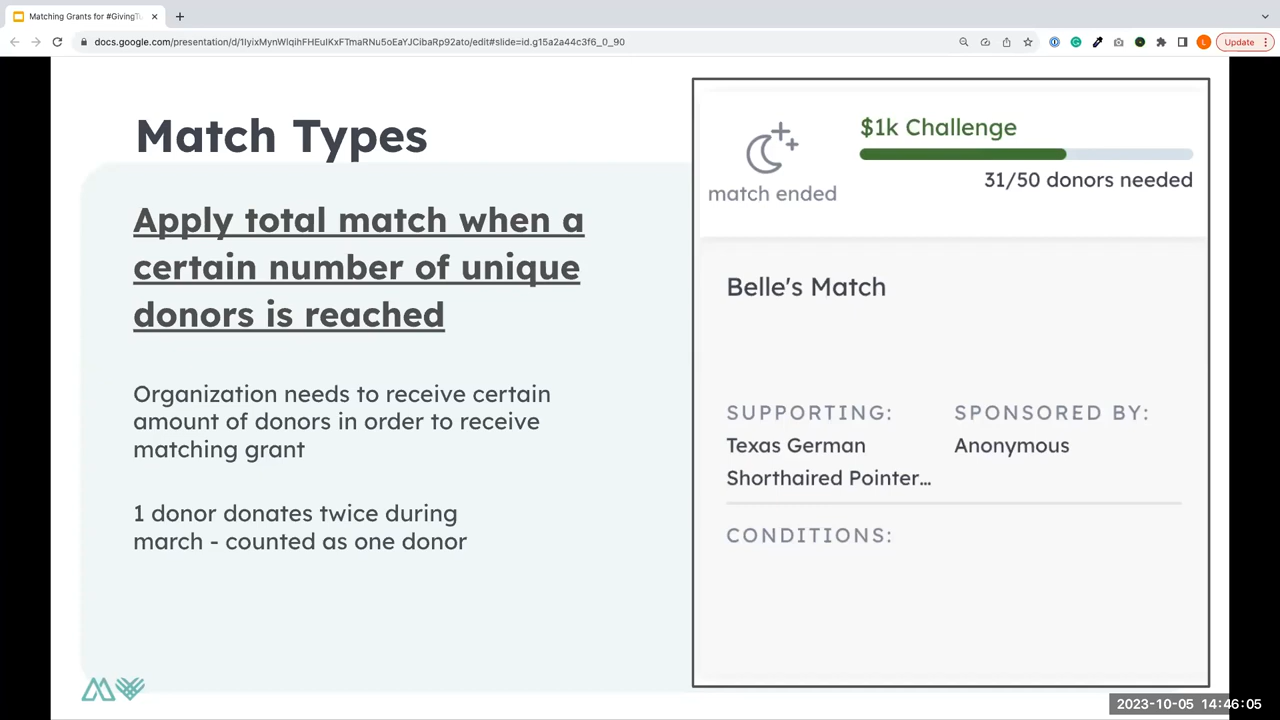 Matching Grants for #GivingTu
docs.google.com/presentation/d/1IyixMynWlqihFHEuIKxFTmaRNu5oEaYJCibaRp92ato/edit#slide=id.g15a2a44c3f6_0_90
L
Update
Match Types
Apply total match when a
certain number of unique
donors is reached
Organization needs to receive certain
amount of donors in order to receive
matching grant
1 donor donates twice during
march - counted as one donor
$1k Challenge
31/50 donors needed
match ended
Belle's Match
SUPPORTING:
Texas German
Shorthaired Pointer...
SPONSORED BY:
Anonymous
CONDITIONS:
2023-10-05 14:46:05